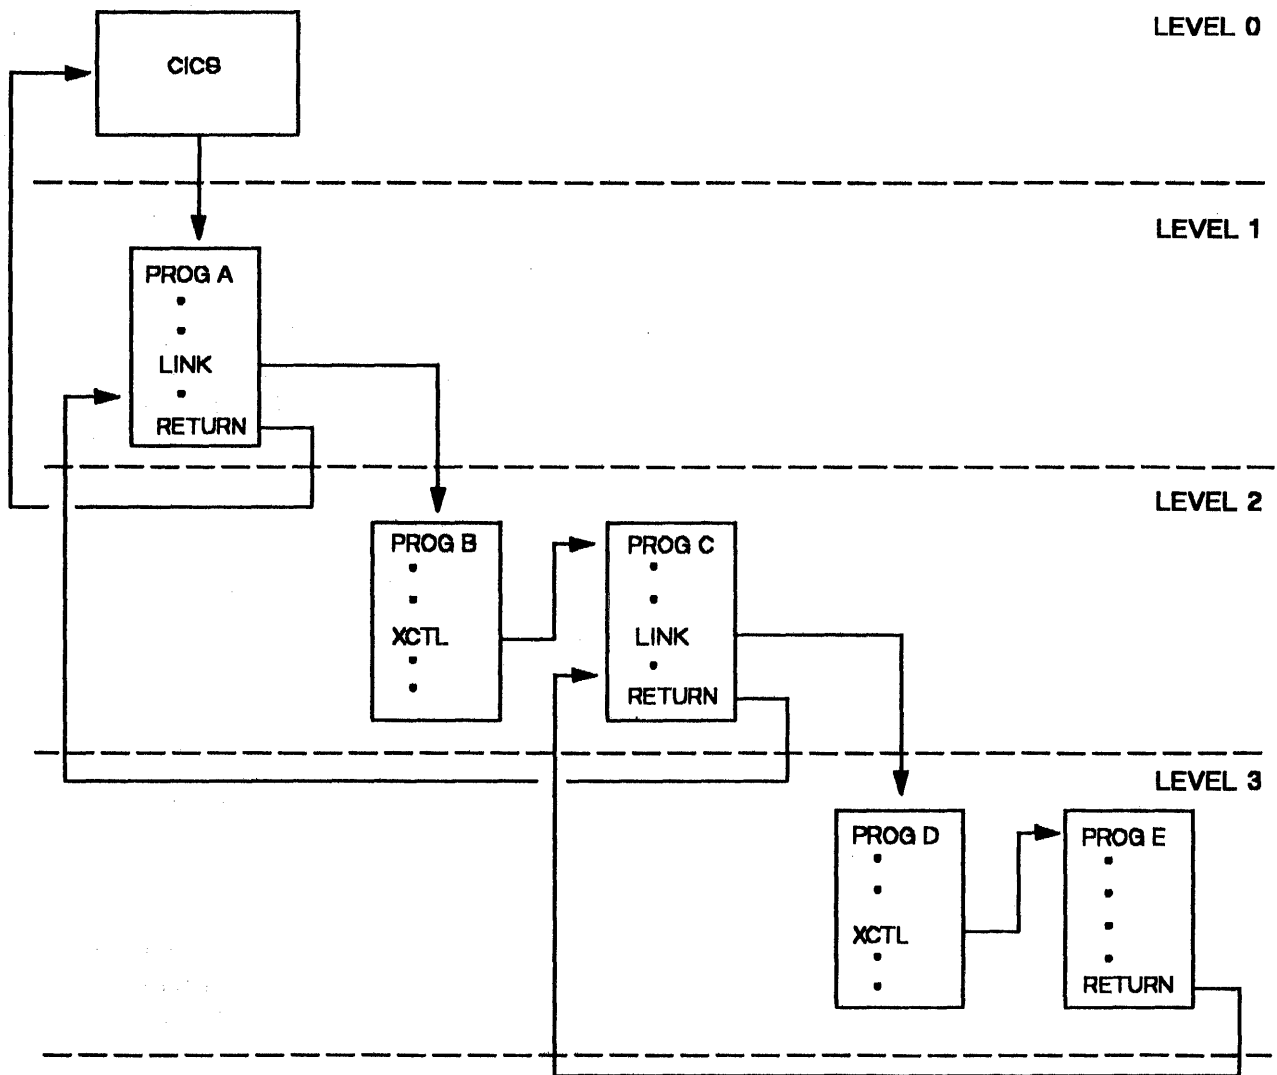 LEVEL 0
CICS
LEVEL 1
PROG A
LINK
RETURN
LEVEL 2
PROG B
XCTL
PROG C
LINK
RETURN
LEVEL 3
PROG D
XCTL
PROG E
RETURN